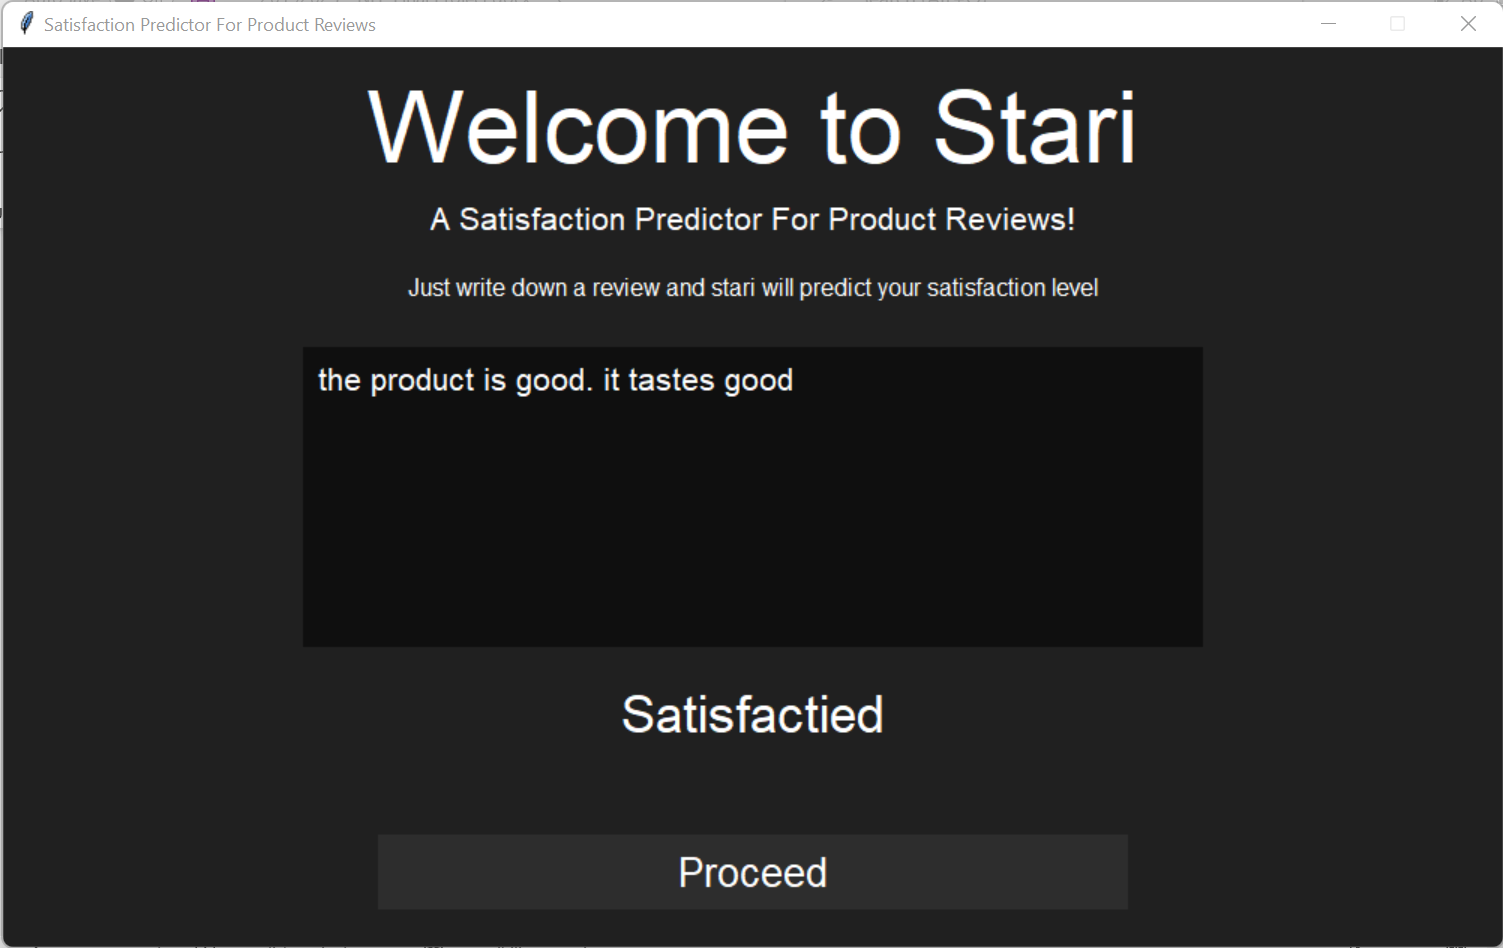 Satisfaction Predictor For Product Reviews
Welcome to Stari
A Satisfaction Predictor For Product Reviews!
Just write down a review and stari will predict your satisfaction level
the product is good. it tastes good
Satisfactied
Proceed